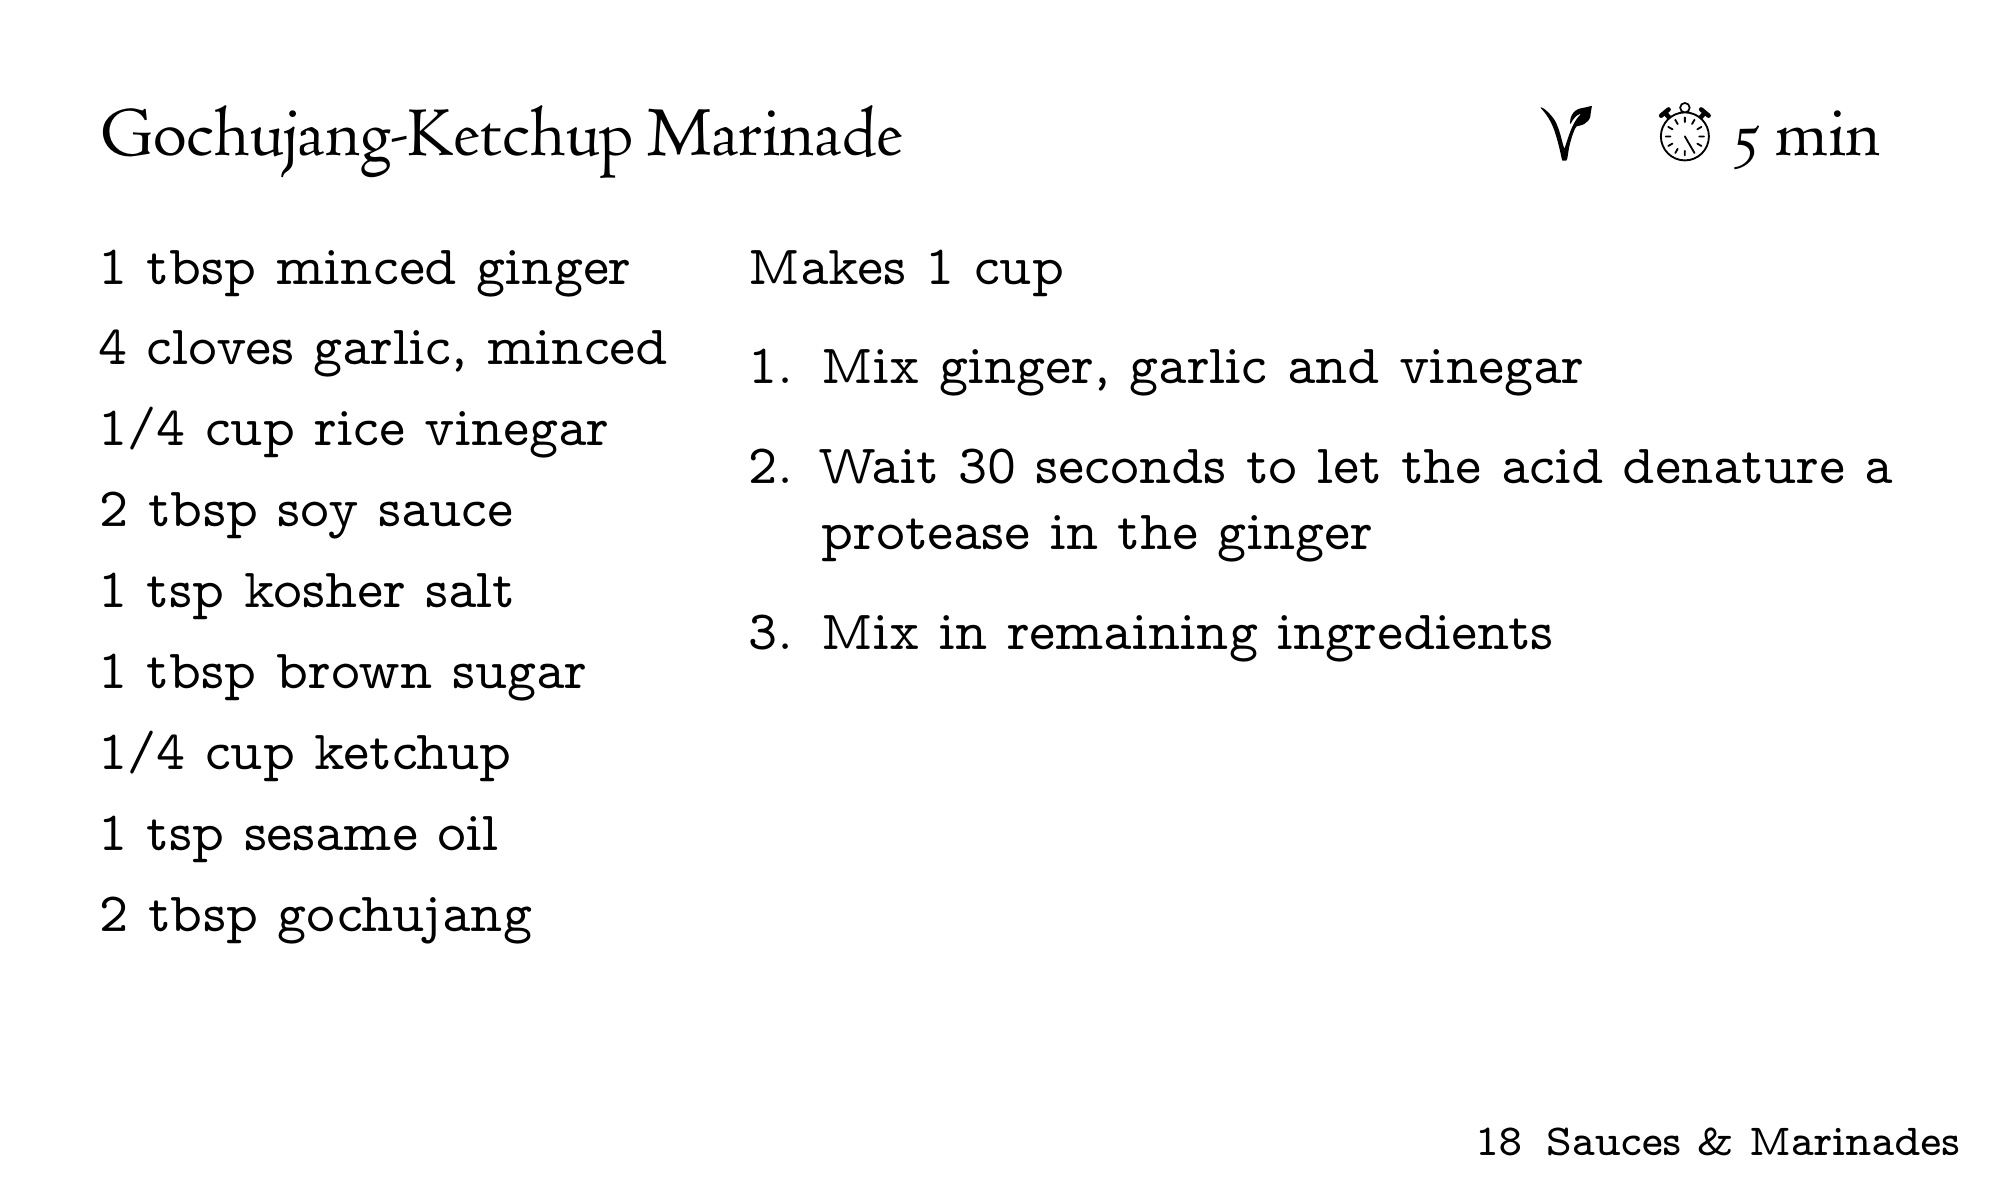 Gochujang-Ketchup Marinade
5 min
1 tbsp minced ginger
4 cloves garlic, minced
1/4 cup rice vinegar
2 tbsp soy sauce
1 tsp kosher salt
1 tbsp brown sugar
1/4 cup ketchup
1 tsp sesame oil
2 tbsp gochujang
Makes 1 cup
1. Mix ginger, garlic and vinegar
2. Wait 30 seconds to let the acid denature a
protease in the ginger
3. Mix in remaining ingredients
18 Sauces & Marinades